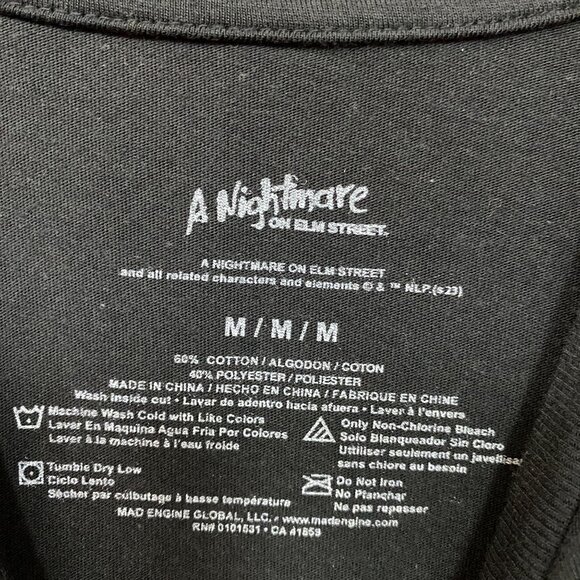 A Nightmare
ON ELM STREET™
A NIGHTMARE ON ELM STREET
and all related characters and elements © & ™ NLP.(s23)
M / M / M
60% COTTON / ALGODON / COTON
40% POLYESTER / POLIESTER
MADE IN CHINA / HECHO EN CHINA / FABRIQUE EN CHINE
Wash inside out • Lavar de adentro hacia afuera • Laver à l'envers
Machine Wash Cold with Like Colors
Lavar En Maquina Agua Fria Por Colores
Laver à la machine à l'eau froide
Only Non-Chlorine Bleach
Solo Blanqueador Sin Cloro
Utiliser seulement un javellisa
sans chlore au besoin
Tumble Dry Low
Ciclo Lento
Sécher par culbutage à basse température
Do Not Iron
No Planchar
Ne pas repasser
MAD ENGINE GLOBAL, LLC. • www.madengine.com
RN# 0101531 • CA 41859